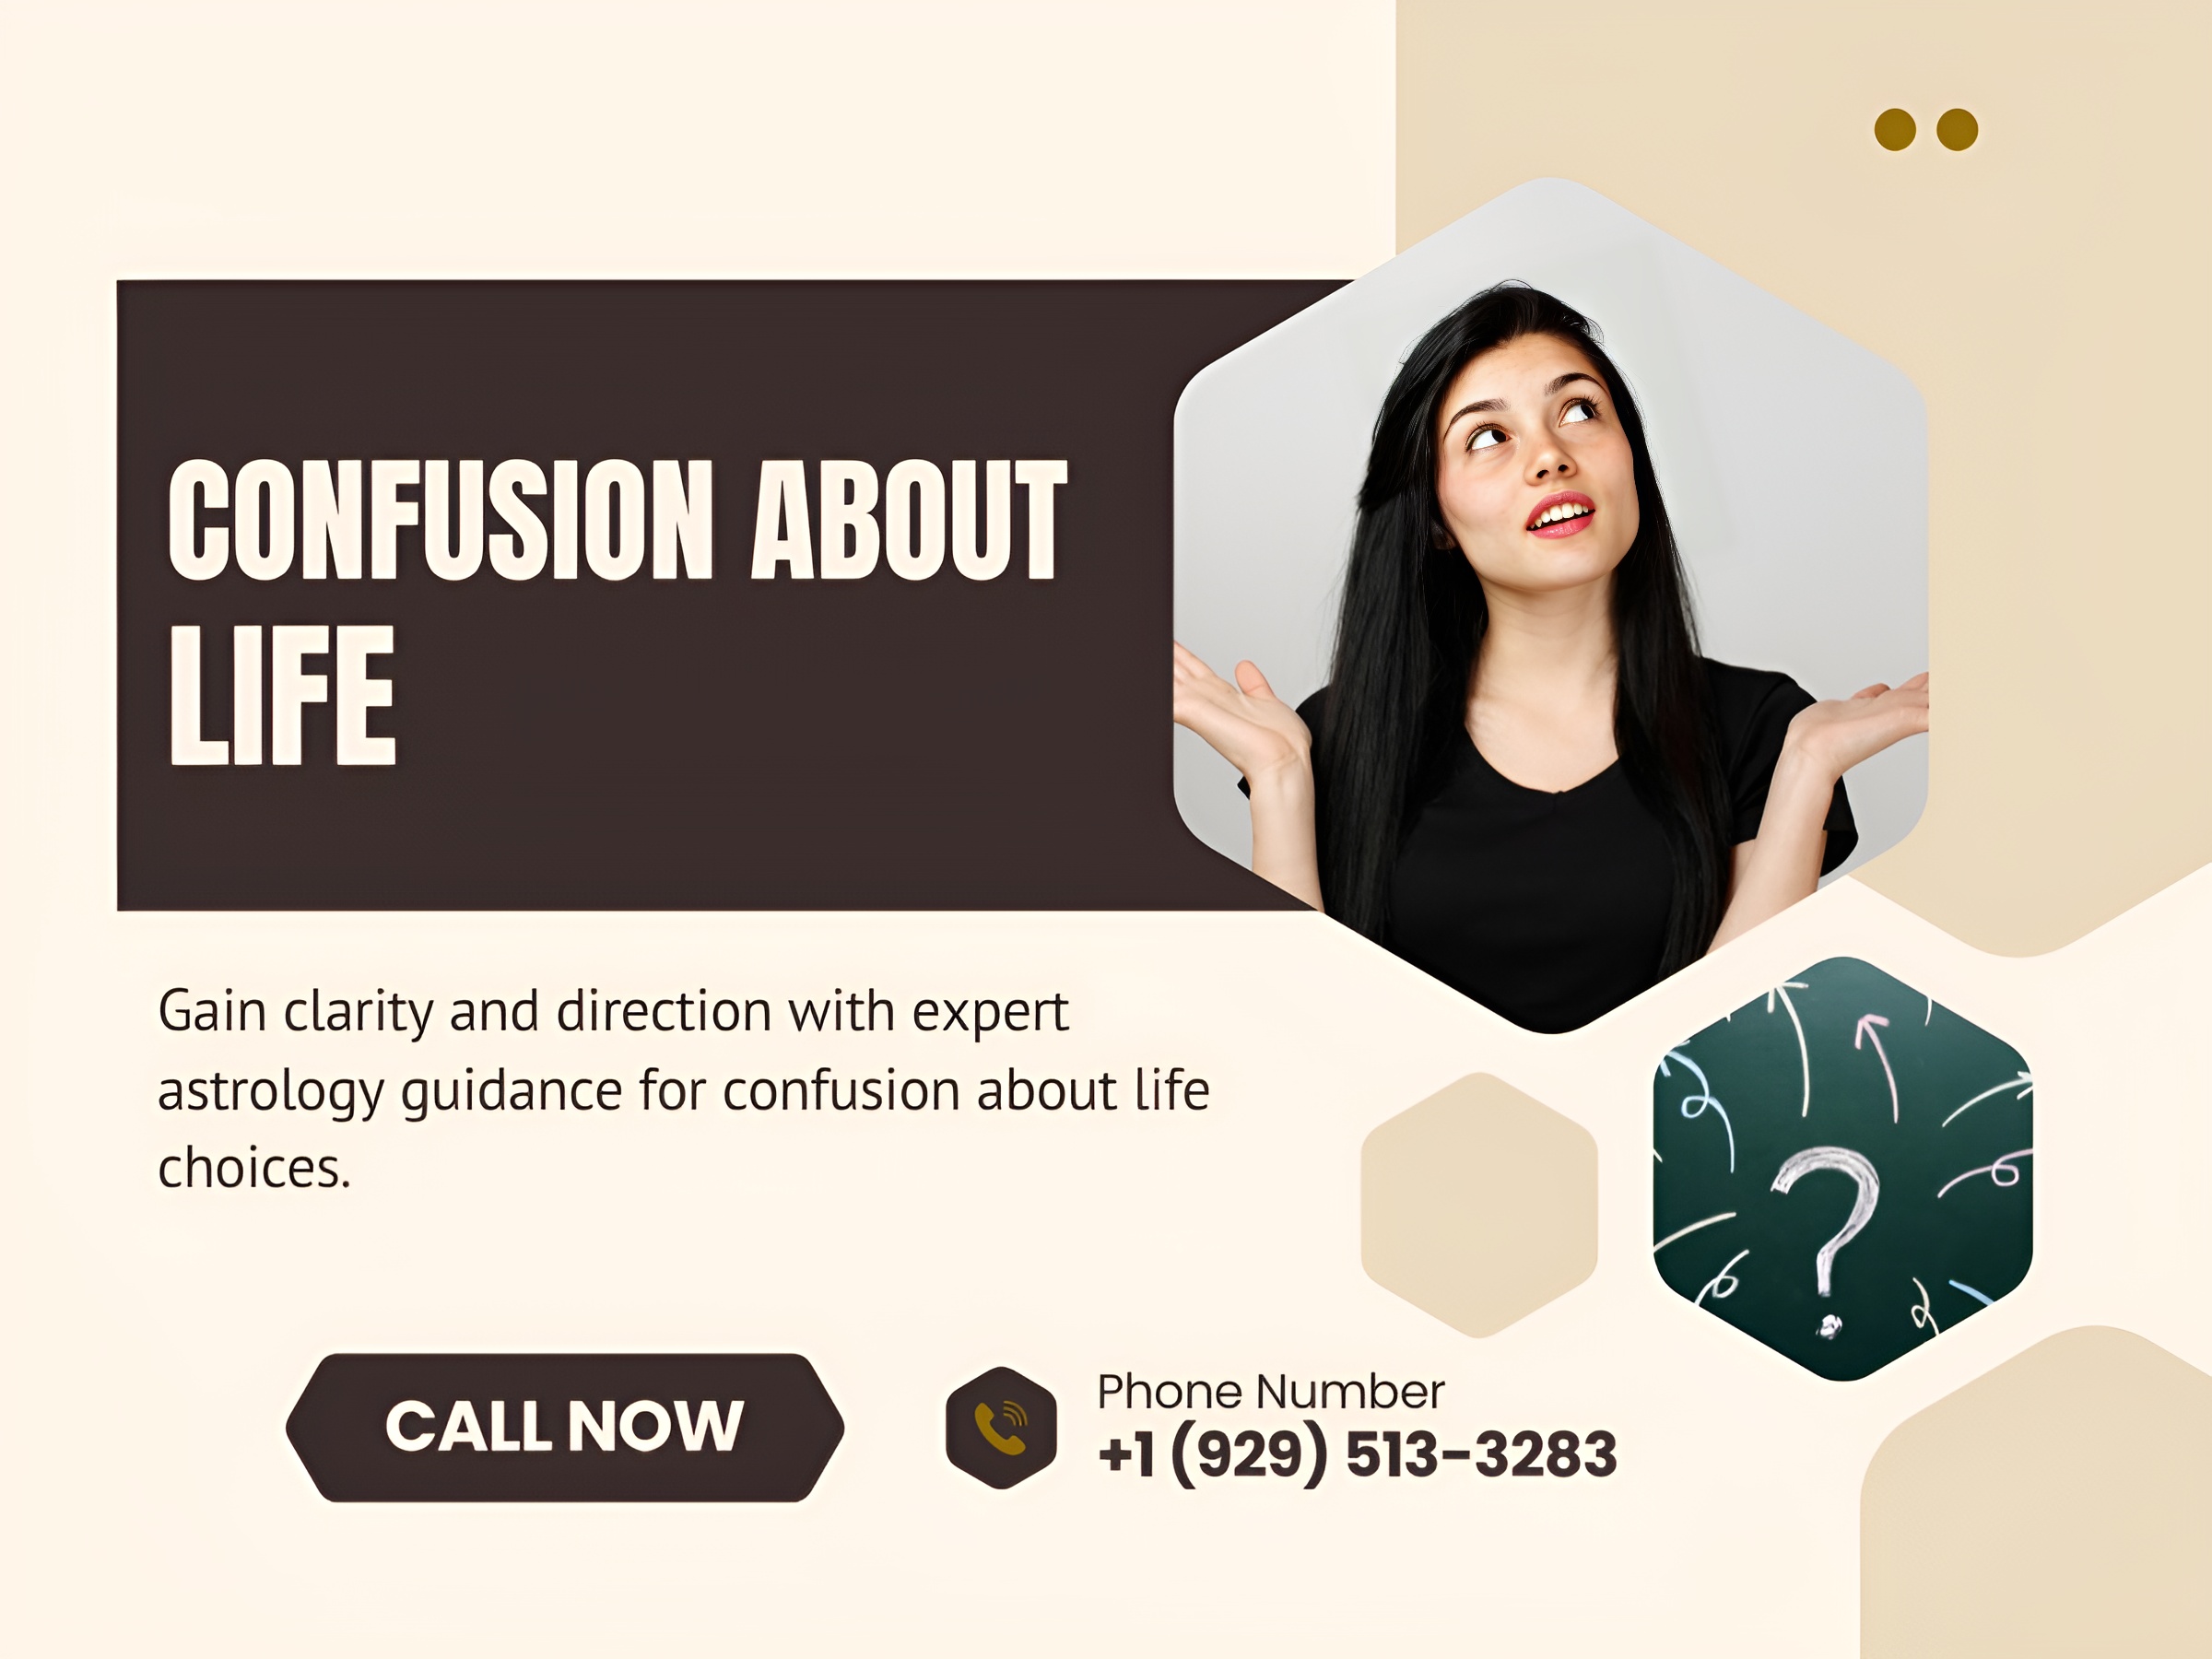 CONFUSION ABOUT
LIFE
Gain clarity and direction with expert
astrology guidance for confusion about life
choices.
CALL NOW
Phone Number
+1 (929) 513-3283
?